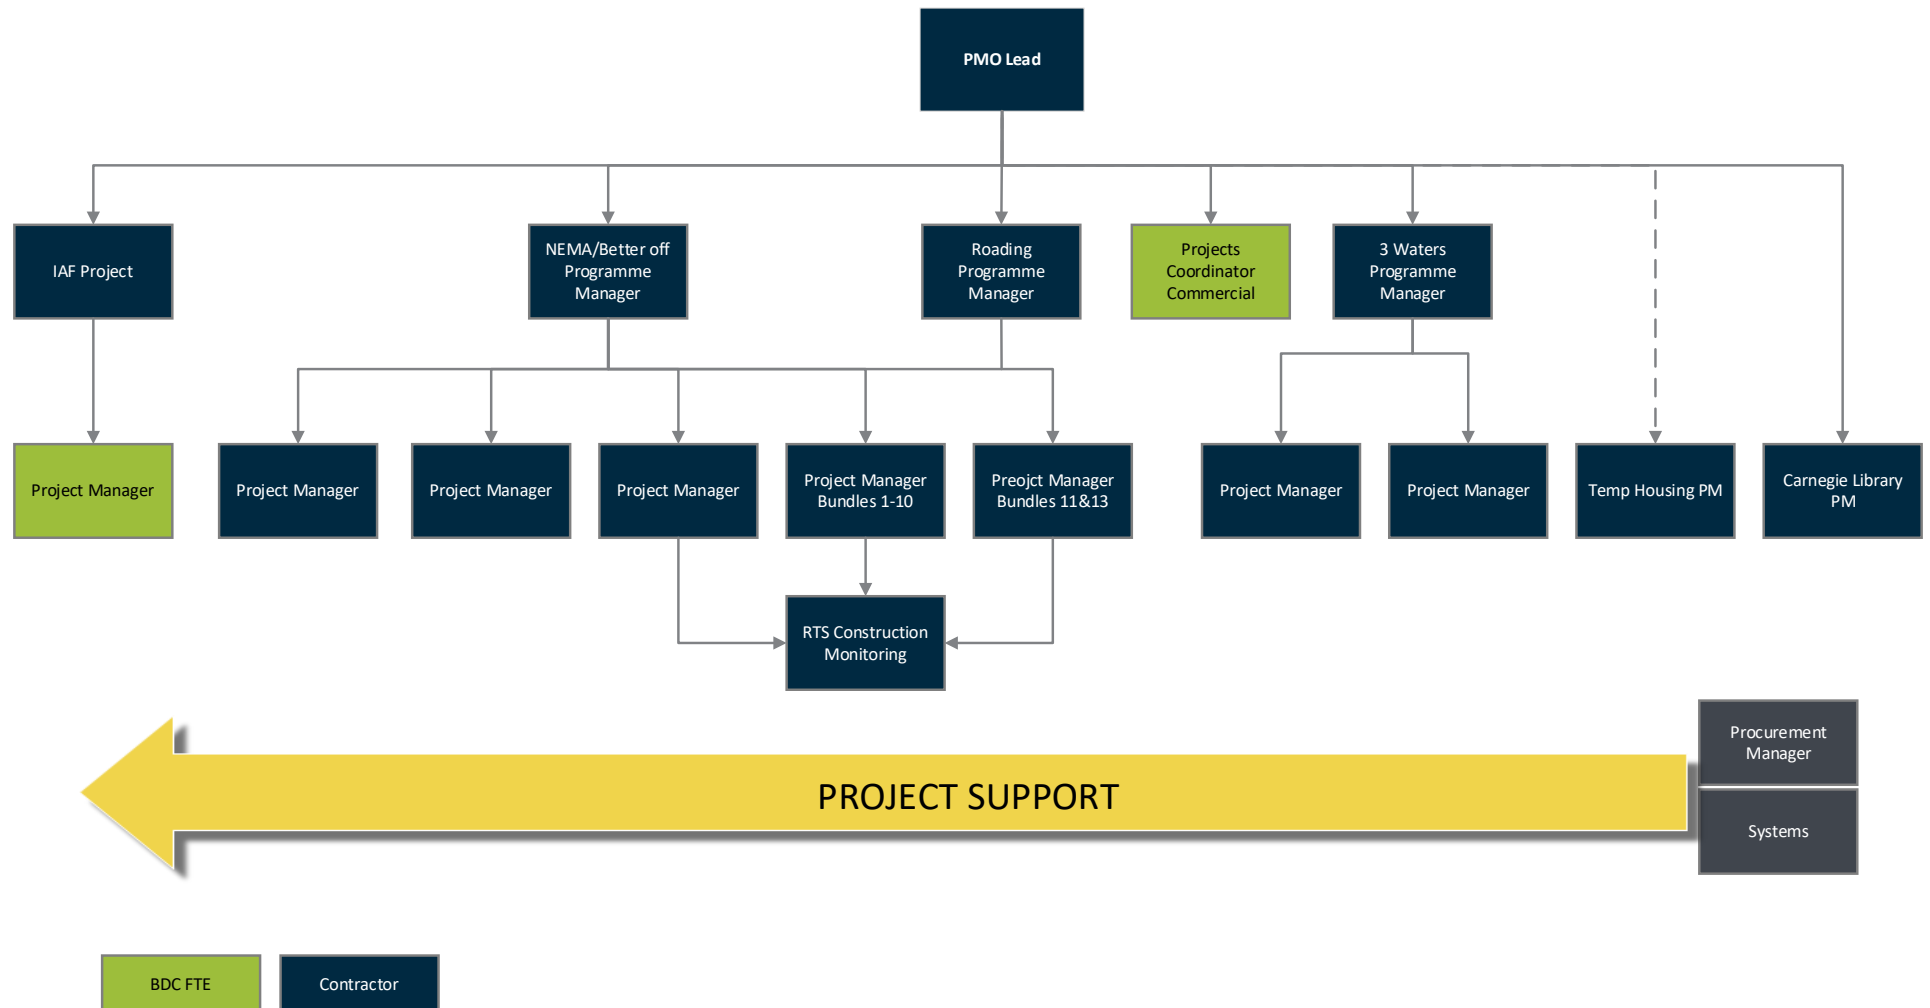 PMO Lead
IAF Project
NEMA/Better off
Programme
Manager
Roading
Programme
Manager
Projects
Coordinator
Commercial
3 Waters
Programme
Manager
Project Manager
Project Manager
Project Manager
Project Manager
Project Manager
Bundles 1-10
Preojct Manager
Bundles 11&13
Project Manager
Project Manager
Temp Housing PM
Carnegie Library
PM
RTS Construction
Monitoring
Procurement
Manager
PROJECT SUPPORT
Systems
BDC FTE
Contractor